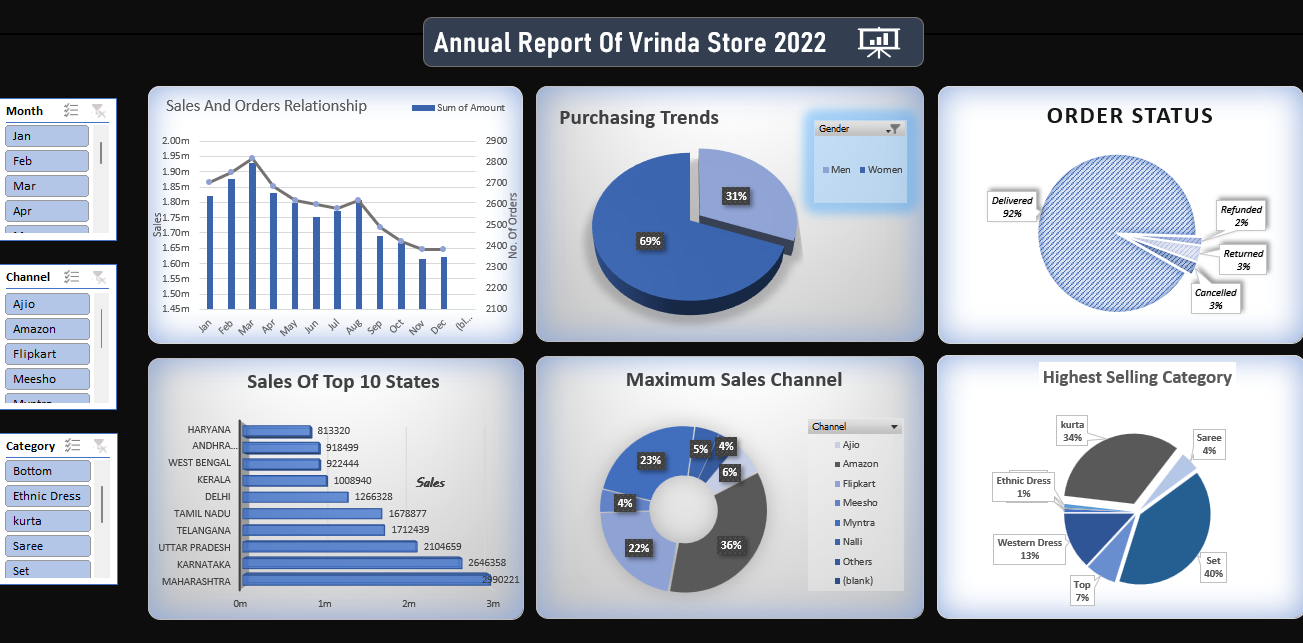 Annual Report Of Vrinda Store 2022
Month
Jan
Feb
Mar
Apr
Channel
Ajio
Amazon
Flipkart
Meesho
Myntra
Category
Bottom
Ethnic Dress
kurta
Saree
Set
Sales And Orders Relationship
Sum of Amount
2.00m
1.95m
1.90m
1.85m
1.80m
1.75m
1.70m
1.65m
1.60m
1.55m
1.50m
1.45m
Sales
2900
2800
2700
2600
2500
2400
2300
2200
2100
No. Of Orders
Jan
Feb
Mar
Apr
May
Jun
Jul
Aug
Sep
Oct
Nov
Dec
(bl...
Purchasing Trends
Gender
Men
Women
31%
69%
ORDER STATUS
Delivered
92%
Refunded
2%
Returned
3%
Cancelled
3%
Sales Of Top 10 States
HARYANA 813320
ANDHRA... 918499
WEST BENGAL 922444
KERALA 1008940
DELHI 1266328
TAMIL NADU 1678877
TELANGANA 1712439
UTTAR PRADESH 2104659
KARNATAKA 2646358
MAHARASHTRA 2990221
Sales
0m 1m 2m 3m
Maximum Sales Channel
5%
4%
6%
23%
4%
22%
36%
Channel
Ajio
Amazon
Flipkart
Meesho
Myntra
Nalli
Others
(blank)
Highest Selling Category
kurta
34%
Saree
4%
Ethnic Dress
1%
Western Dress
13%
Top
7%
Set
40%